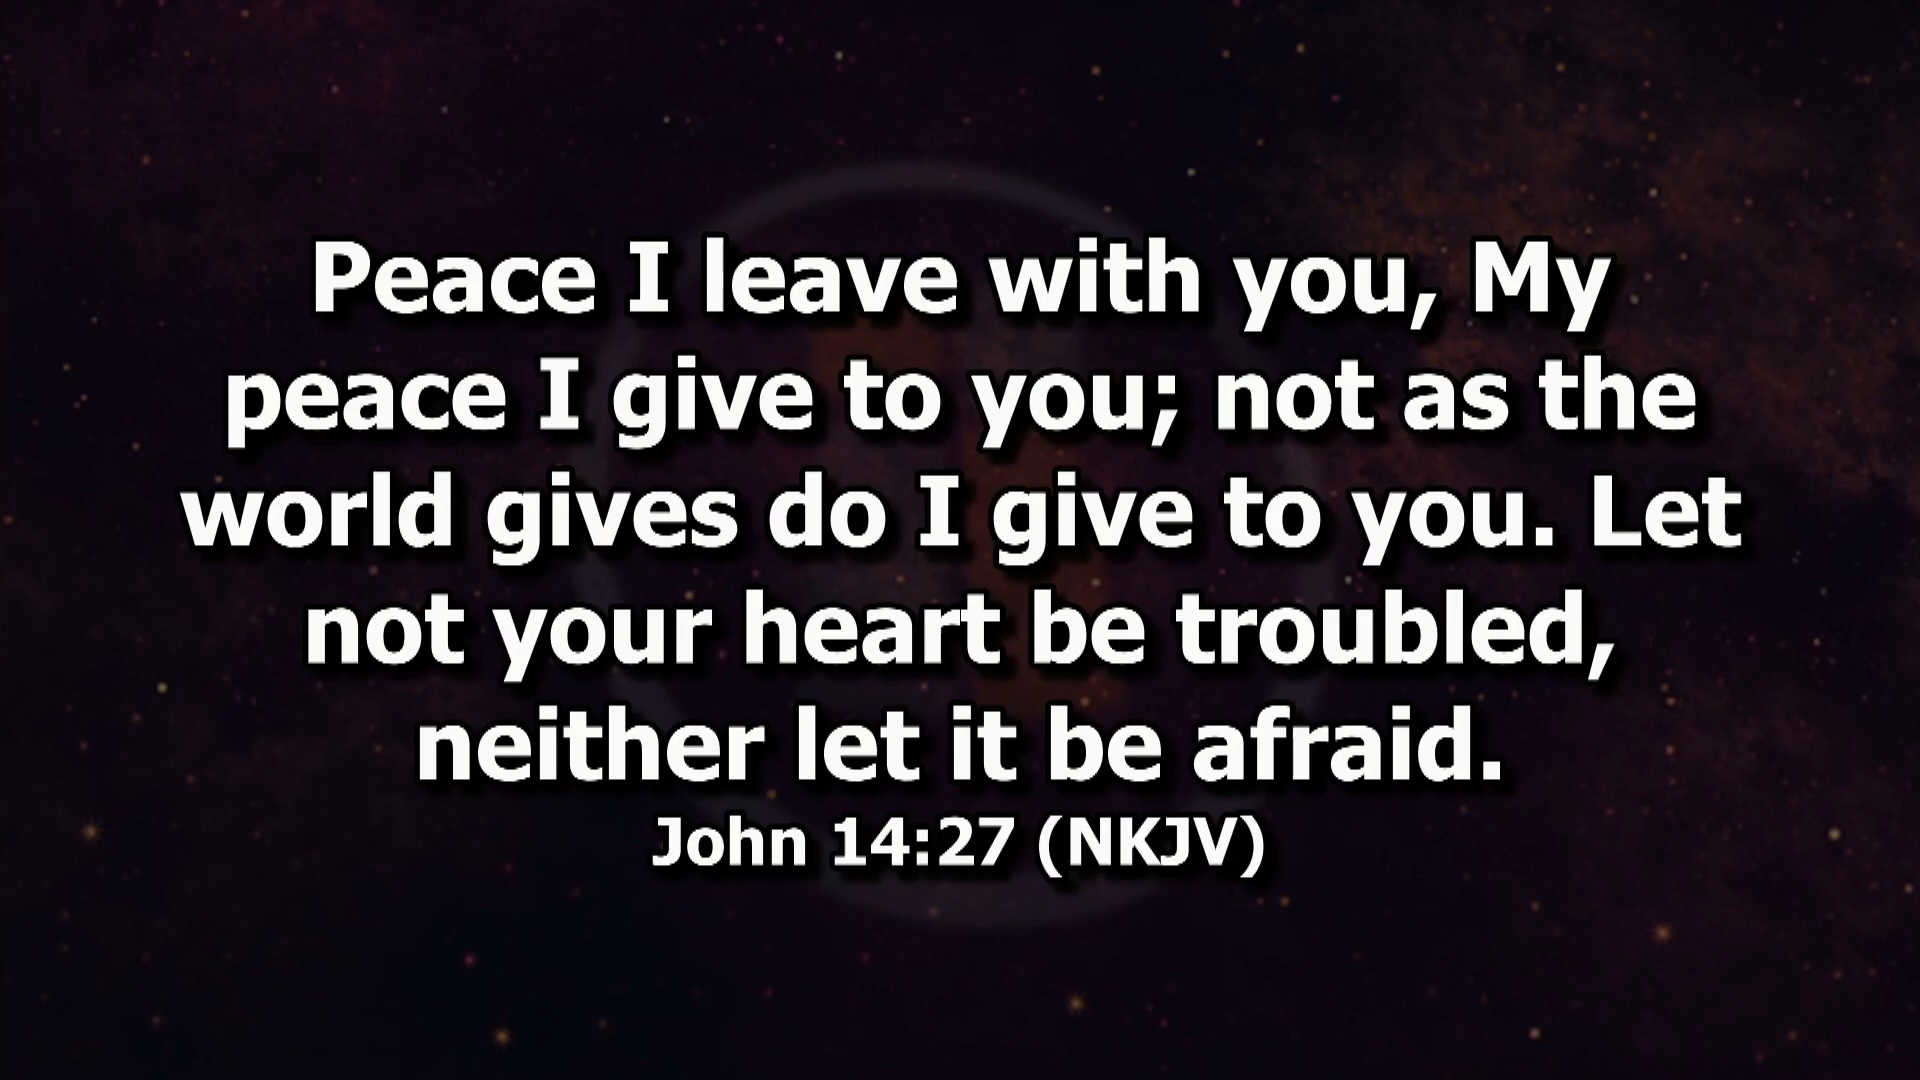 Peace I leave with you, My
peace I give to you; not as the
world gives do I give to you. Let
not your heart be troubled,
neither let it be afraid.
John 14:27 (NKJV)